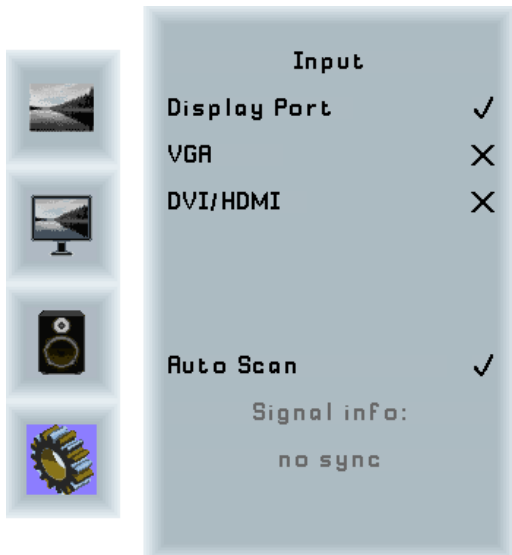 Input
Display Port ✓
VGA ✕
DVI/HDMI ✕
Auto Scan ✓
Signal info:
no sync